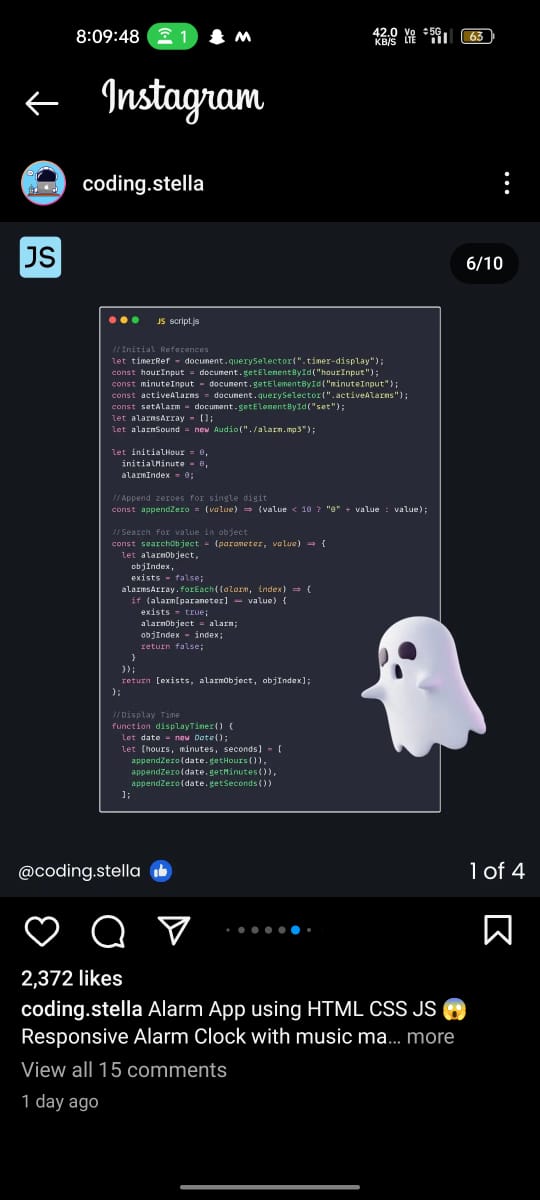 8:09:48 1 42.0 KB/S Vo LTE 5G 63
Instagram
coding.stella
JS
6/10
JS script.js
//Initial References
let timerRef = document.querySelector(".timer-display");
const hourInput = document.getElementById("hourInput");
const minuteInput = document.getElementById("minuteInput");
const activeAlarms = document.querySelector(".activeAlarms");
const setAlarm = document.getElementById("set");
let alarmsArray = [];
let alarmSound = new Audio("./alarm.mp3");
let initialHour = 0,
initialMinute = 0,
alarmIndex = 0;
//Append zeroes for single digit
const appendZero = (value) => (value < 10 ? "0" + value : value);
//Search for value in object
const searchObject = (parameter, value) => {
let alarmObject,
objIndex,
exists = false;
alarmsArray.forEach((alarm, index) => {
if (alarm[parameter] == value) {
exists = true;
alarmObject = alarm;
objIndex = index;
return false;
}
});
return [exists, alarmObject, objIndex];
};
//Display Time
function displayTimer() {
let date = new Date();
let [hours, minutes, seconds] = [
appendZero(date.getHours()),
appendZero(date.getMinutes()),
appendZero(date.getSeconds())
];
@coding.stella
1 of 4
2,372 likes
coding.stella Alarm App using HTML CSS JS 😱
Responsive Alarm Clock with music ma... more
View all 15 comments
1 day ago